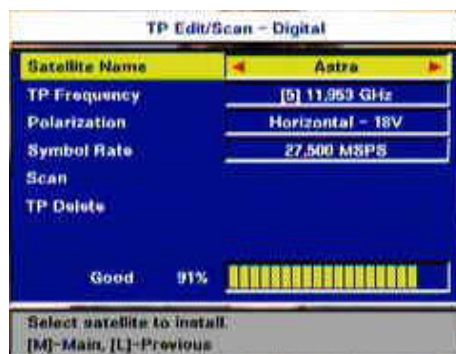 TP Edit/Scan - Digital
Satellite Name Astra
TP Frequency [5] 11,953 GHz
Polarization Horizontal - 18V
Symbol Rate 27,500 MSPS
Scan
TP Delete
Good 91%
Select satellite to install.
[M]-Main, [L]-Previous